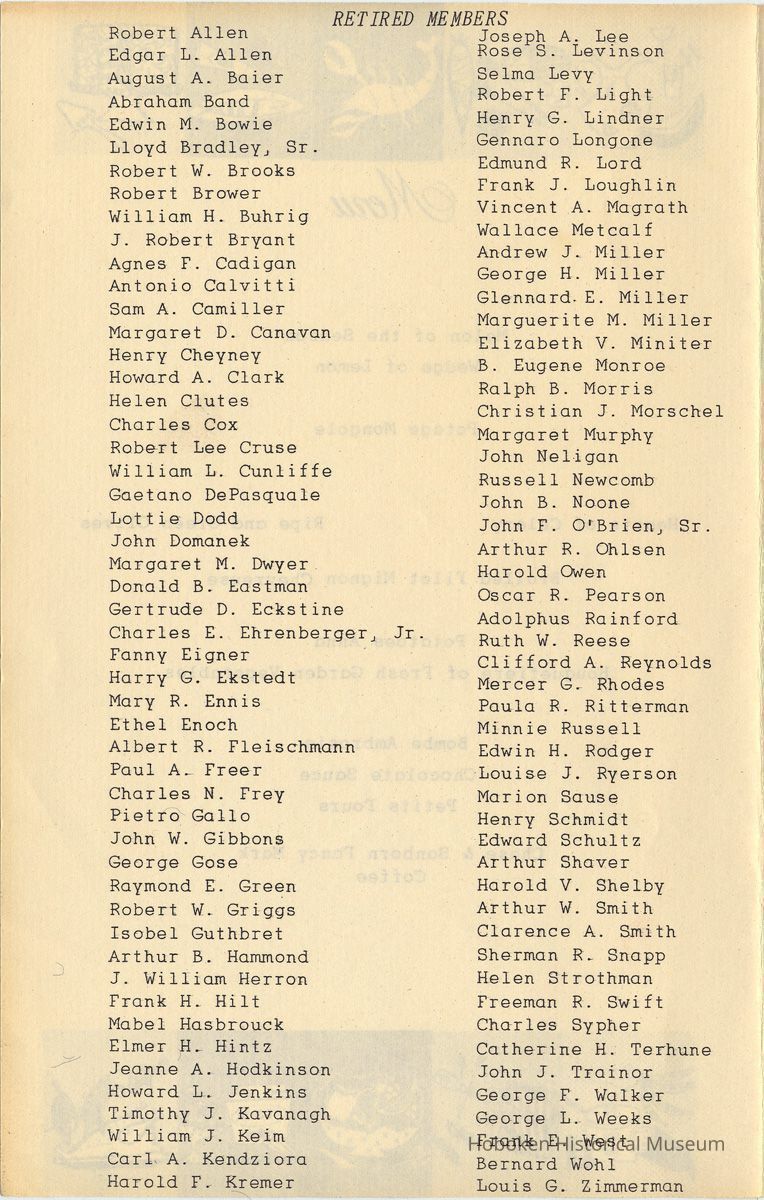 RETIRED MEMBERS
Robert Allen
Edgar L. Allen
August A. Baier
Abraham Band
Edwin M. Bowie
Lloyd Bradley, Sr.
Robert W. Brooks
Robert Brower
William H. Buhrig
J. Robert Bryant
Agnes F. Cadigan
Antonio Calvitti
Sam A. Camiller
Margaret D. Canavan
Henry Cheyney
Howard A. Clark
Helen Clutes
Charles Cox
Robert Lee Cruse
William L. Cunliffe
Gaetano DePasquale
Lottie Dodd
John Domanek
Margaret M. Dwyer
Donald B. Eastman
Gertrude D. Eckstine
Charles E. Ehrenberger, Jr.
Fanny Eigner
Harry G. Ekstedt
Mary R. Ennis
Ethel Enoch
Albert R. Fleischmann
Paul A. Freer
Charles N. Frey
Pietro Gallo
John W. Gibbons
George Gose
Raymond E. Green
Robert W. Griggs
Isobel Guthbret
Arthur B. Hammond
J. William Herron
Frank H. Hilt
Mabel Hasbrouck
Elmer H. Hintz
Jeanne A. Hodkinson
Howard L. Jenkins
Timothy J. Kavanagh
William J. Keim
Carl A. Kendziora
Harold F. Kremer
Joseph A. Lee
Rose S. Levinson
Selma Levy
Robert F. Light
Henry G. Lindner
Gennaro Longone
Edmund R. Lord
Frank J. Loughlin
Vincent A. Magrath
Wallace Metcalf
Andrew J. Miller
George H. Miller
Glennard E. Miller
Marguerite M. Miller
Elizabeth V. Miniter
B. Eugene Monroe
Ralph B. Morris
Christian J. Morschel
Margaret Murphy
John Neligan
Russell Newcomb
John B. Noone
John F. O'Brien, Sr.
Arthur R. Ohlsen
Harold Owen
Oscar R. Pearson
Adolphus Rainford
Ruth W. Reese
Clifford A. Reynolds
Mercer G. Rhodes
Paula R. Ritterman
Minnie Russell
Edwin H. Rodger
Louise J. Ryerson
Marion Sause
Henry Schmidt
Edward Schultz
Arthur Shaver
Harold V. Shelby
Arthur W. Smith
Clarence A. Smith
Sherman R. Snapp
Helen Strothman
Freeman R. Swift
Charles Sypher
Catherine H. Terhune
John J. Trainor
George F. Walker
George L. Weeks
Frank E. West
Hoboken Historical Museum
Bernard Wohl
Louis G. Zimmerman